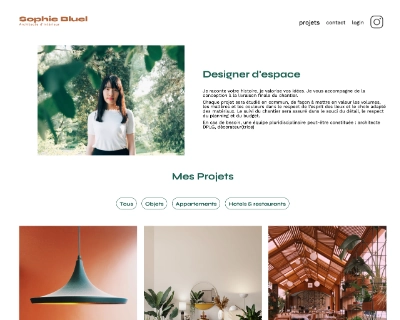 Sophie Bluel
Architecte d'intérieur
projets
contact
login
Designer d'espace
Je raconte votre histoire, je valorise vos idées. Je vous accompagne de la
conception à la livraison finale du chantier.
Chaque projet sera étudié en commun, de façon à mettre en valeur les volumes,
les matières et les couleurs dans le respect de l'esprit des lieux et le choix adapté
des matériaux. Le suivi du chantier sera assuré dans le souci du détail, le respect
du planning et du budget.
En cas de besoin, une équipe pluridisciplinaire peut-être constituée : architecte
DPLG, décorateur(trice)
Mes Projets
Tous
Objets
Appartements
Hotels & restaurants